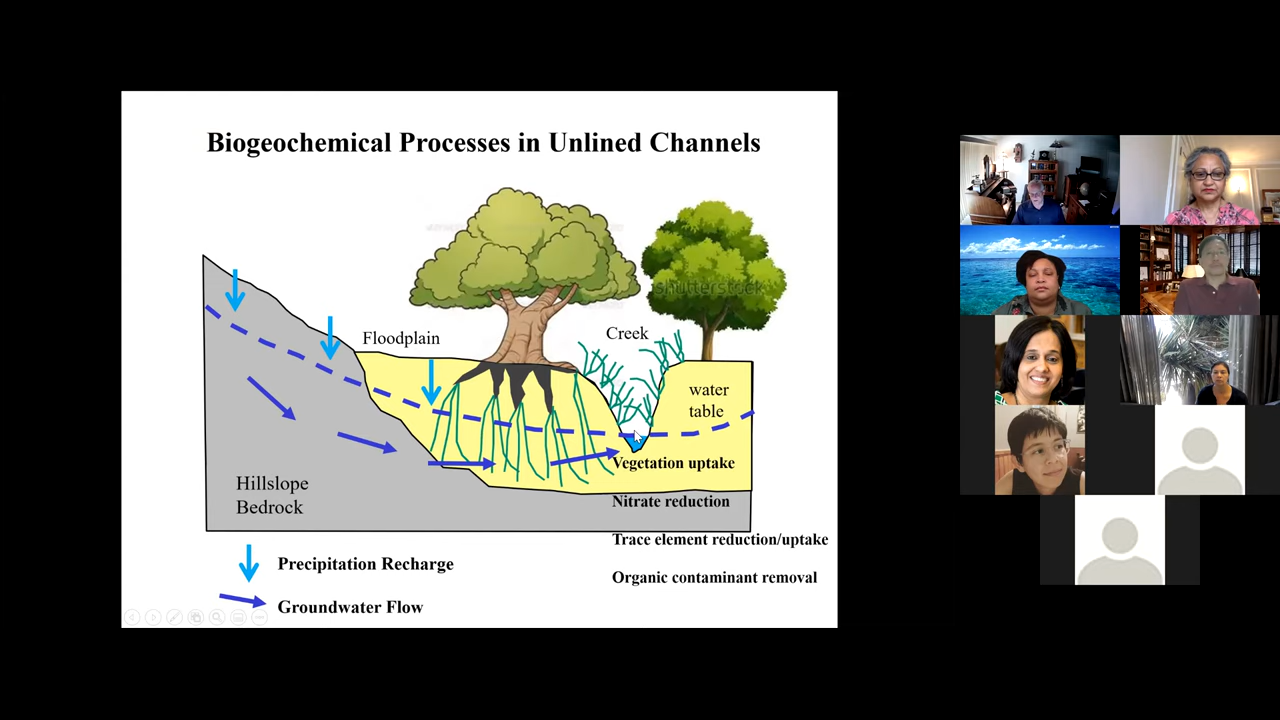 Biogeochemical Processes in Unlined Channels
shutterstock
Floodplain
Creek
water
table
Vegetation uptake
Hillslope
Bedrock
Nitrate reduction
Trace element reduction/uptake
Precipitation Recharge
Organic contaminant removal
Groundwater Flow